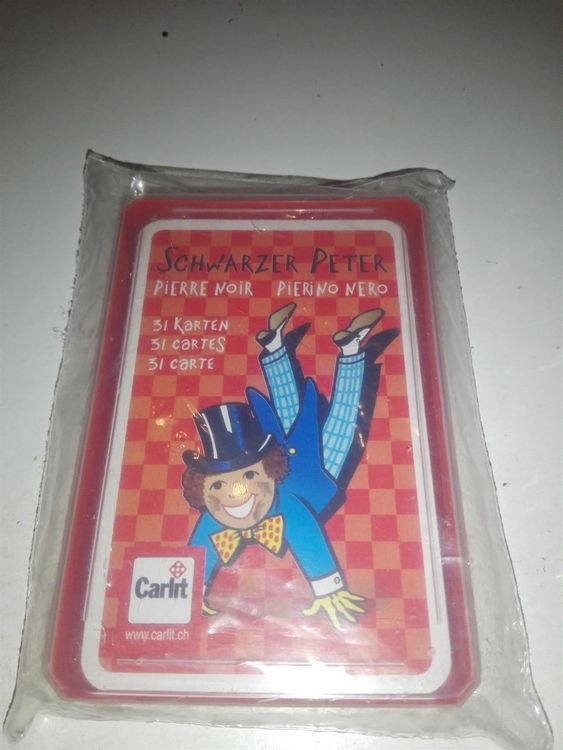 SCHWARZER PETER
PIERRE NOIR PIERINO NERO
31 KARTEN
31 CARTES
31 CARTE
Carlit
www.carlit.ch